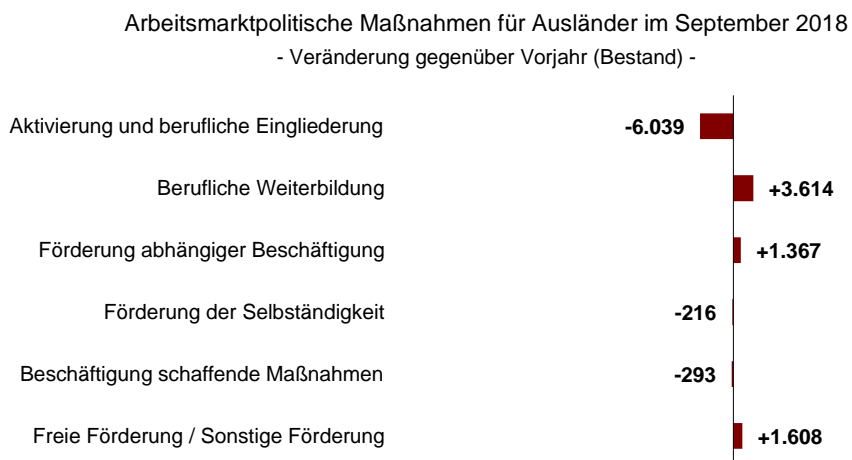 Arbeitsmarktpolitische Maßnahmen für Ausländer im September 2018
- Veränderung gegenüber Vorjahr (Bestand) -
Aktivierung und berufliche Eingliederung -6.039
Berufliche Weiterbildung +3.614
Förderung abhängiger Beschäftigung +1.367
Förderung der Selbständigkeit -216
Beschäftigung schaffende Maßnahmen -293
Freie Förderung / Sonstige Förderung +1.608